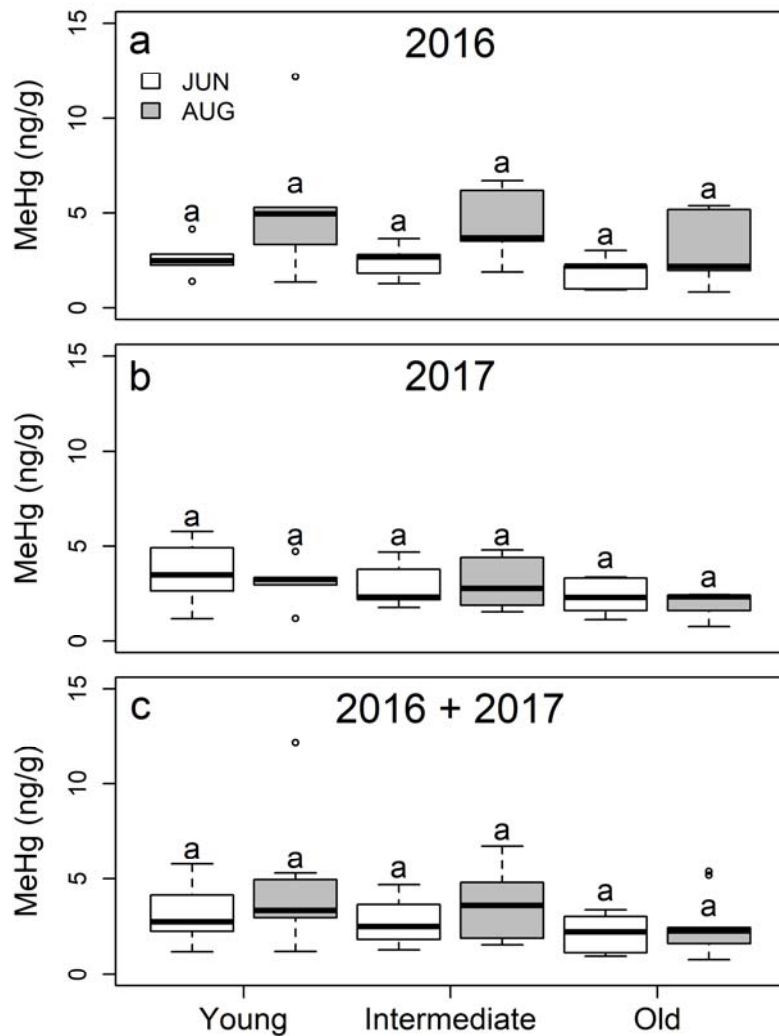 a 2016
JUN
AUG
MeHg (ng/g)
15
10
5
0
a a a a a a
b 2017
MeHg (ng/g)
15
10
5
0
a a a a a a
c 2016 + 2017
MeHg (ng/g)
15
10
5
0
a a a a a a
Young Intermediate Old